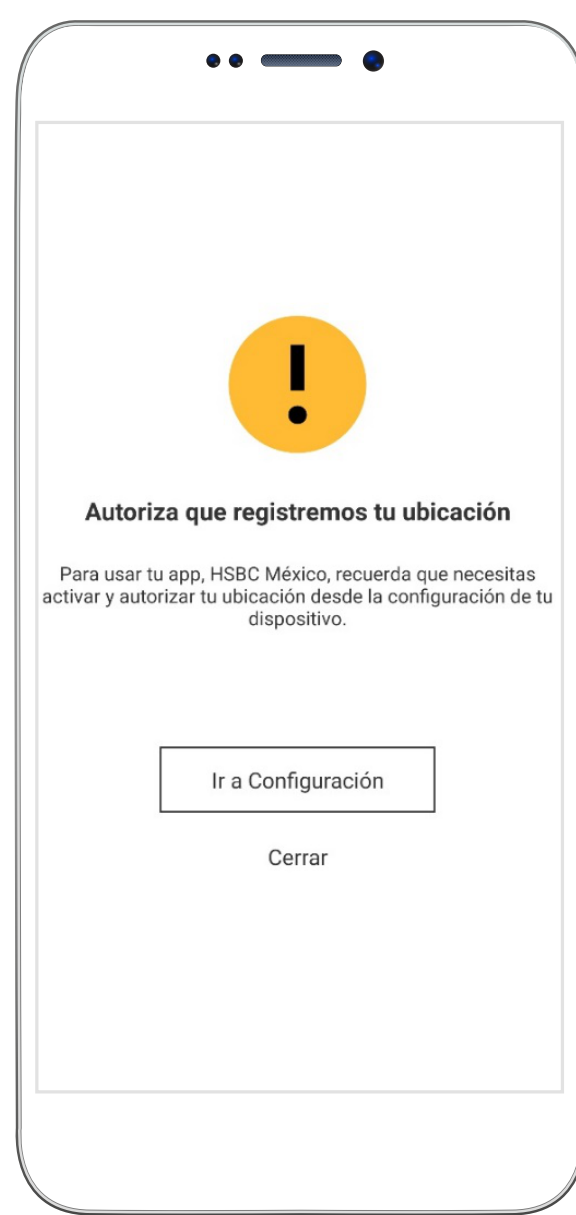 Autoriza que registremos tu ubicación
Para usar tu app, HSBC México, recuerda que necesitas
activar y autorizar tu ubicación desde la configuración de tu
dispositivo.
Ir a Configuración
Cerrar